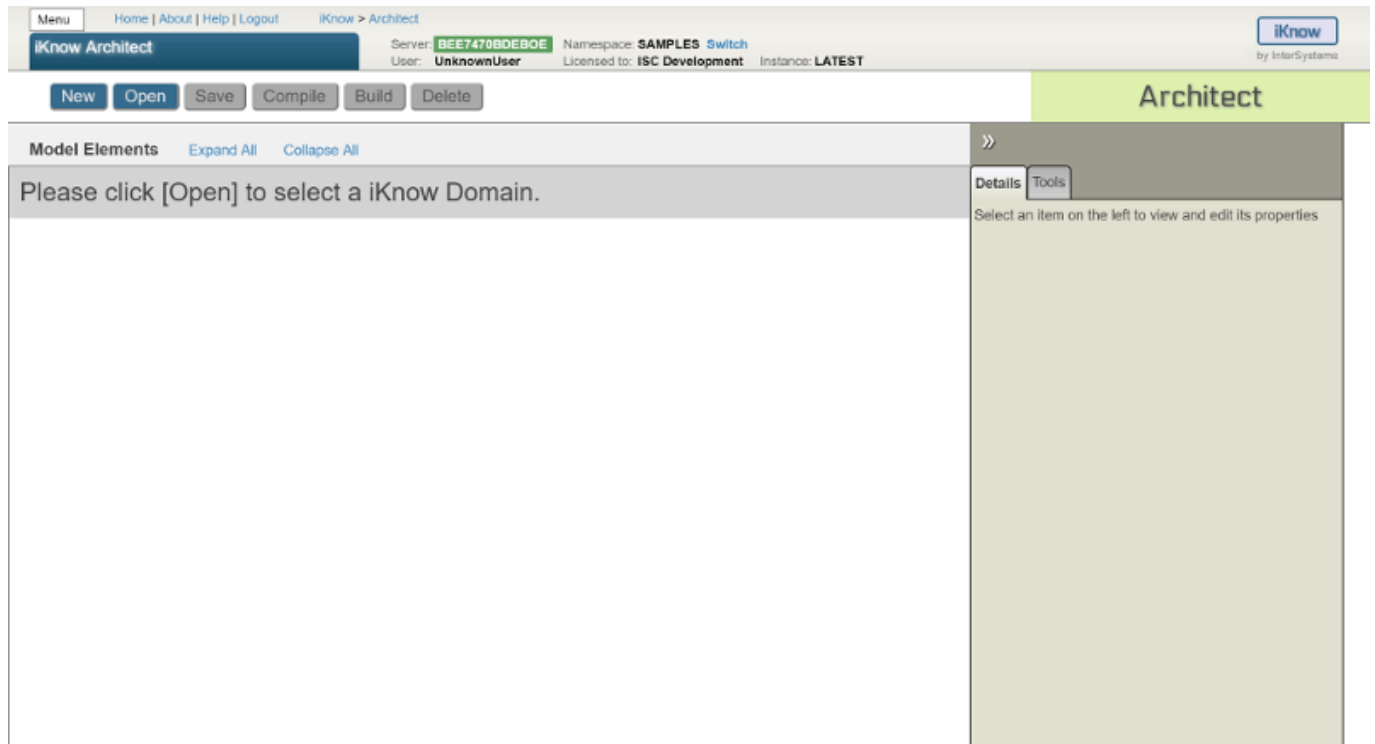 Menu Home | About | Help | Logout iKnow > Architect
iKnow Architect
Server: BEE7470BDEBOE Namespace: SAMPLES Switch
User: UnknownUser Licensed to: ISC Development Instance: LATEST
iKnow
by InterSystems
New Open Save Compile Build Delete
Architect
Model Elements Expand All Collapse All
»
Please click [Open] to select a iKnow Domain.
Details Tools
Select an item on the left to view and edit its properties